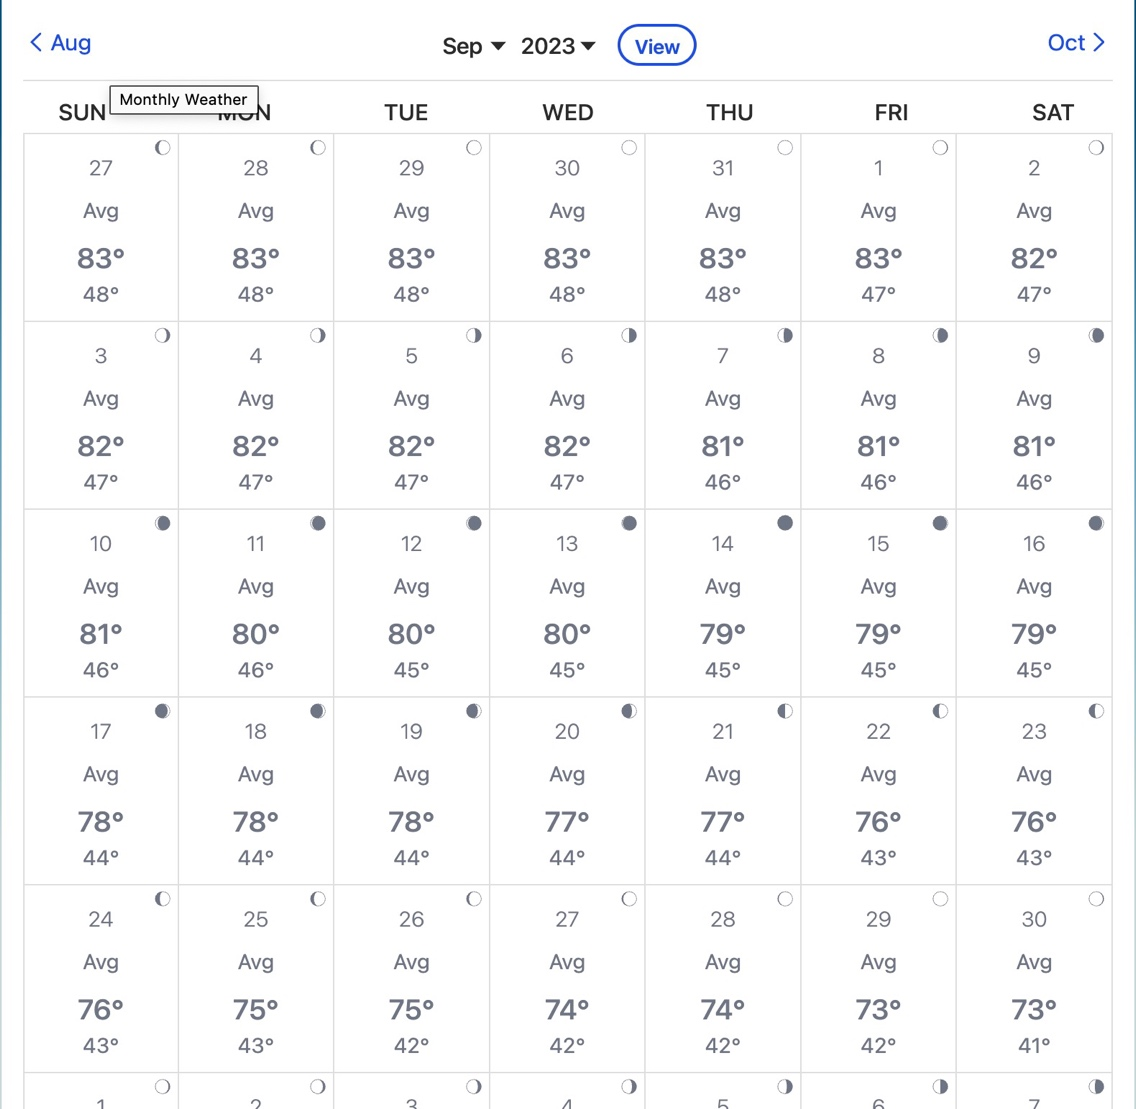 Aug Sep 2023 View Oct
Monthly Weather
SUN MON TUE WED THU FRI SAT
27 28 29 30 31 1 2
Avg Avg Avg Avg Avg Avg Avg
83° 83° 83° 83° 83° 83° 82°
48° 48° 48° 48° 48° 47° 47°
3 4 5 6 7 8 9
Avg Avg Avg Avg Avg Avg Avg
82° 82° 82° 82° 81° 81° 81°
47° 47° 47° 47° 46° 46° 46°
10 11 12 13 14 15 16
Avg Avg Avg Avg Avg Avg Avg
81° 80° 80° 80° 79° 79° 79°
46° 46° 45° 45° 45° 45° 45°
17 18 19 20 21 22 23
Avg Avg Avg Avg Avg Avg Avg
78° 78° 78° 77° 77° 76° 76°
44° 44° 44° 44° 44° 43° 43°
24 25 26 27 28 29 30
Avg Avg Avg Avg Avg Avg Avg
76° 75° 75° 74° 74° 73° 73°
43° 43° 42° 42° 42° 42° 41°
1 2 3 4 5 6 7